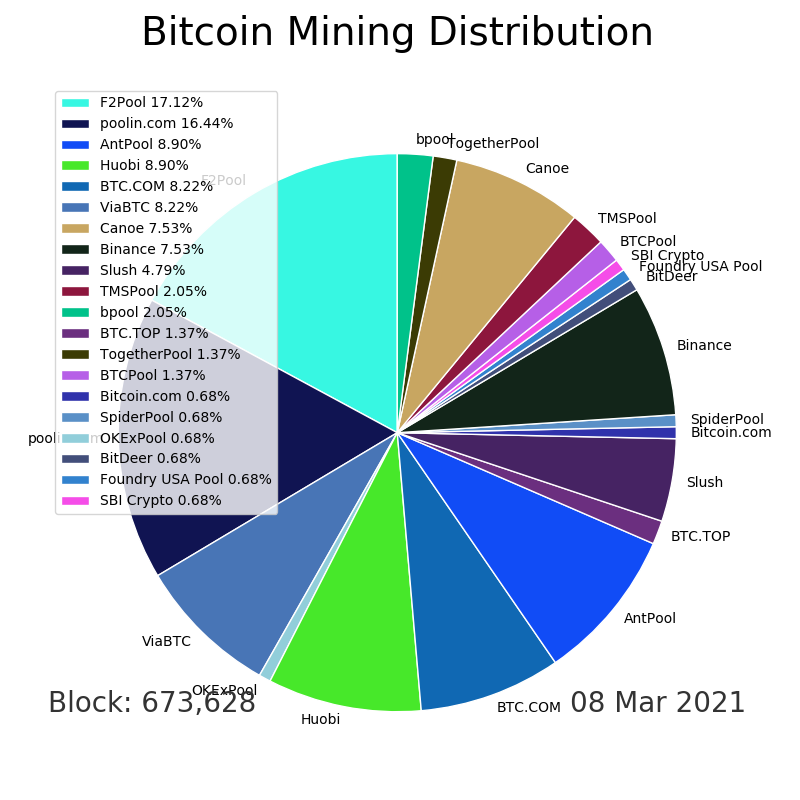 Bitcoin Mining Distribution
F2Pool 17.12%
poolin.com 16.44%
AntPool 8.90%
Huobi 8.90%
BTC.COM 8.22%
ViaBTC 8.22%
Canoe 7.53%
Binance 7.53%
Slush 4.79%
TMSPool 2.05%
bpool 2.05%
BTC.TOP 1.37%
TogetherPool 1.37%
BTCPool 1.37%
Bitcoin.com 0.68%
SpiderPool 0.68%
OKExPool 0.68%
BitDeer 0.68%
Foundry USA Pool 0.68%
SBI Crypto 0.68%
bpool
TogetherPool
Canoe
TMSPool
BTCPool
SBI Crypto
Foundry USA Pool
BitDeer
Binance
SpiderPool
Bitcoin.com
Slush
BTC.TOP
AntPool
BTC.COM
Huobi
OKExPool
ViaBTC
poolin.com
F2Pool
Block: 673,628
08 Mar 2021